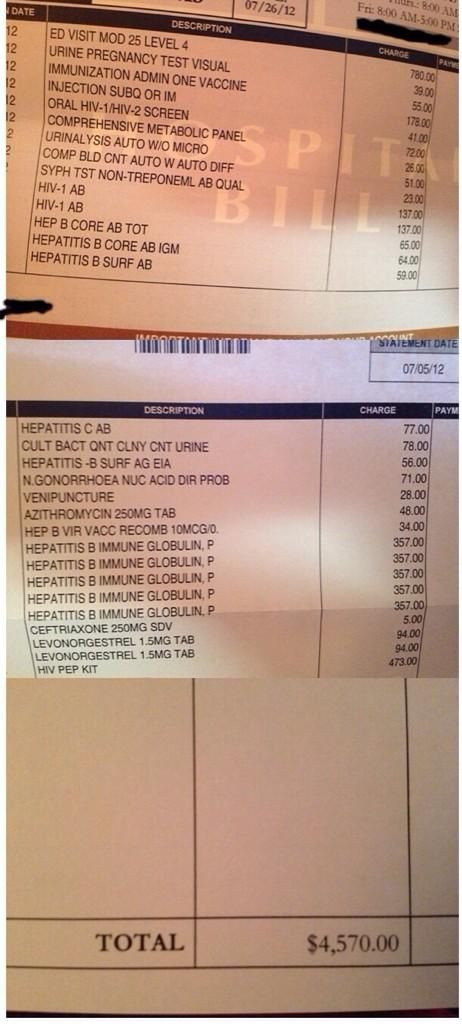 N DATE
07/26/12
Thurs.: 8:00 AM
Fri: 8:00 AM-5:00 PM
DESCRIPTION
CHARGE
PAYME
12 ED VISIT MOD 25 LEVEL 4 780.00
12 URINE PREGNANCY TEST VISUAL 39.00
12 IMMUNIZATION ADMIN ONE VACCINE 55.00
12 INJECTION SUBQ OR IM 178.00
12 ORAL HIV-1/HIV-2 SCREEN 41.00
12 COMPREHENSIVE METABOLIC PANEL 72.00
2 URINALYSIS AUTO W/O MICRO 26.00
2 COMP BLD CNT AUTO W AUTO DIFF 51.00
SYPH TST NON-TREPONEML AB QUAL 23.00
HIV-1 AB 137.00
HIV-1 AB 137.00
HEP B CORE AB TOT 65.00
HEPATITIS B CORE AB IGM 64.00
HEPATITIS B SURF AB 59.00
HOSPITAL
BILL
STATEMENT DATE
07/05/12
DESCRIPTION CHARGE PAYM
HEPATITIS C AB 77.00
CULT BACT QNT CLNY CNT URINE 78.00
HEPATITIS -B SURF AG EIA 56.00
N.GONORRHOEA NUC ACID DIR PROB 71.00
VENIPUNCTURE 28.00
AZITHROMYCIN 250MG TAB 48.00
HEP B VIR VACC RECOMB 10MCG/0. 34.00
HEPATITIS B IMMUNE GLOBULIN, P 357.00
HEPATITIS B IMMUNE GLOBULIN, P 357.00
HEPATITIS B IMMUNE GLOBULIN, P 357.00
HEPATITIS B IMMUNE GLOBULIN, P 357.00
HEPATITIS B IMMUNE GLOBULIN, P 357.00
CEFTRIAXONE 250MG SDV 5.00
LEVONORGESTREL 1.5MG TAB 94.00
LEVONORGESTREL 1.5MG TAB 94.00
HIV PEP KIT 473.00
TOTAL $4,570.00